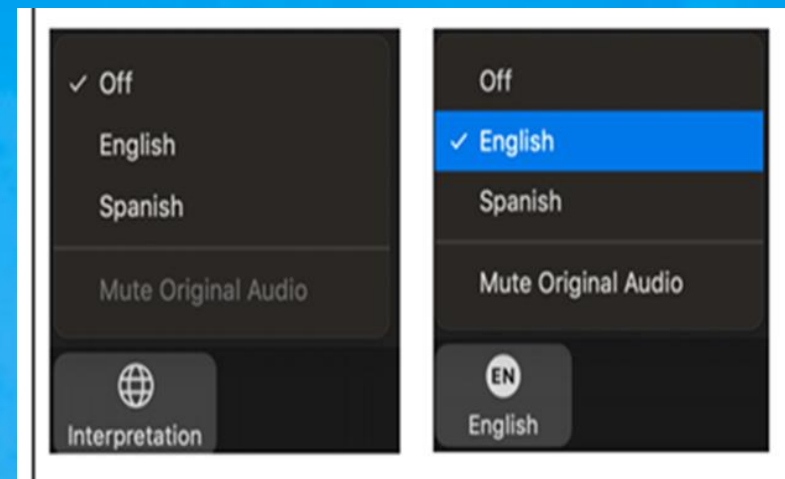 Off
English
Spanish
Mute Original Audio
Interpretation
Off
English
Spanish
Mute Original Audio
EN
English